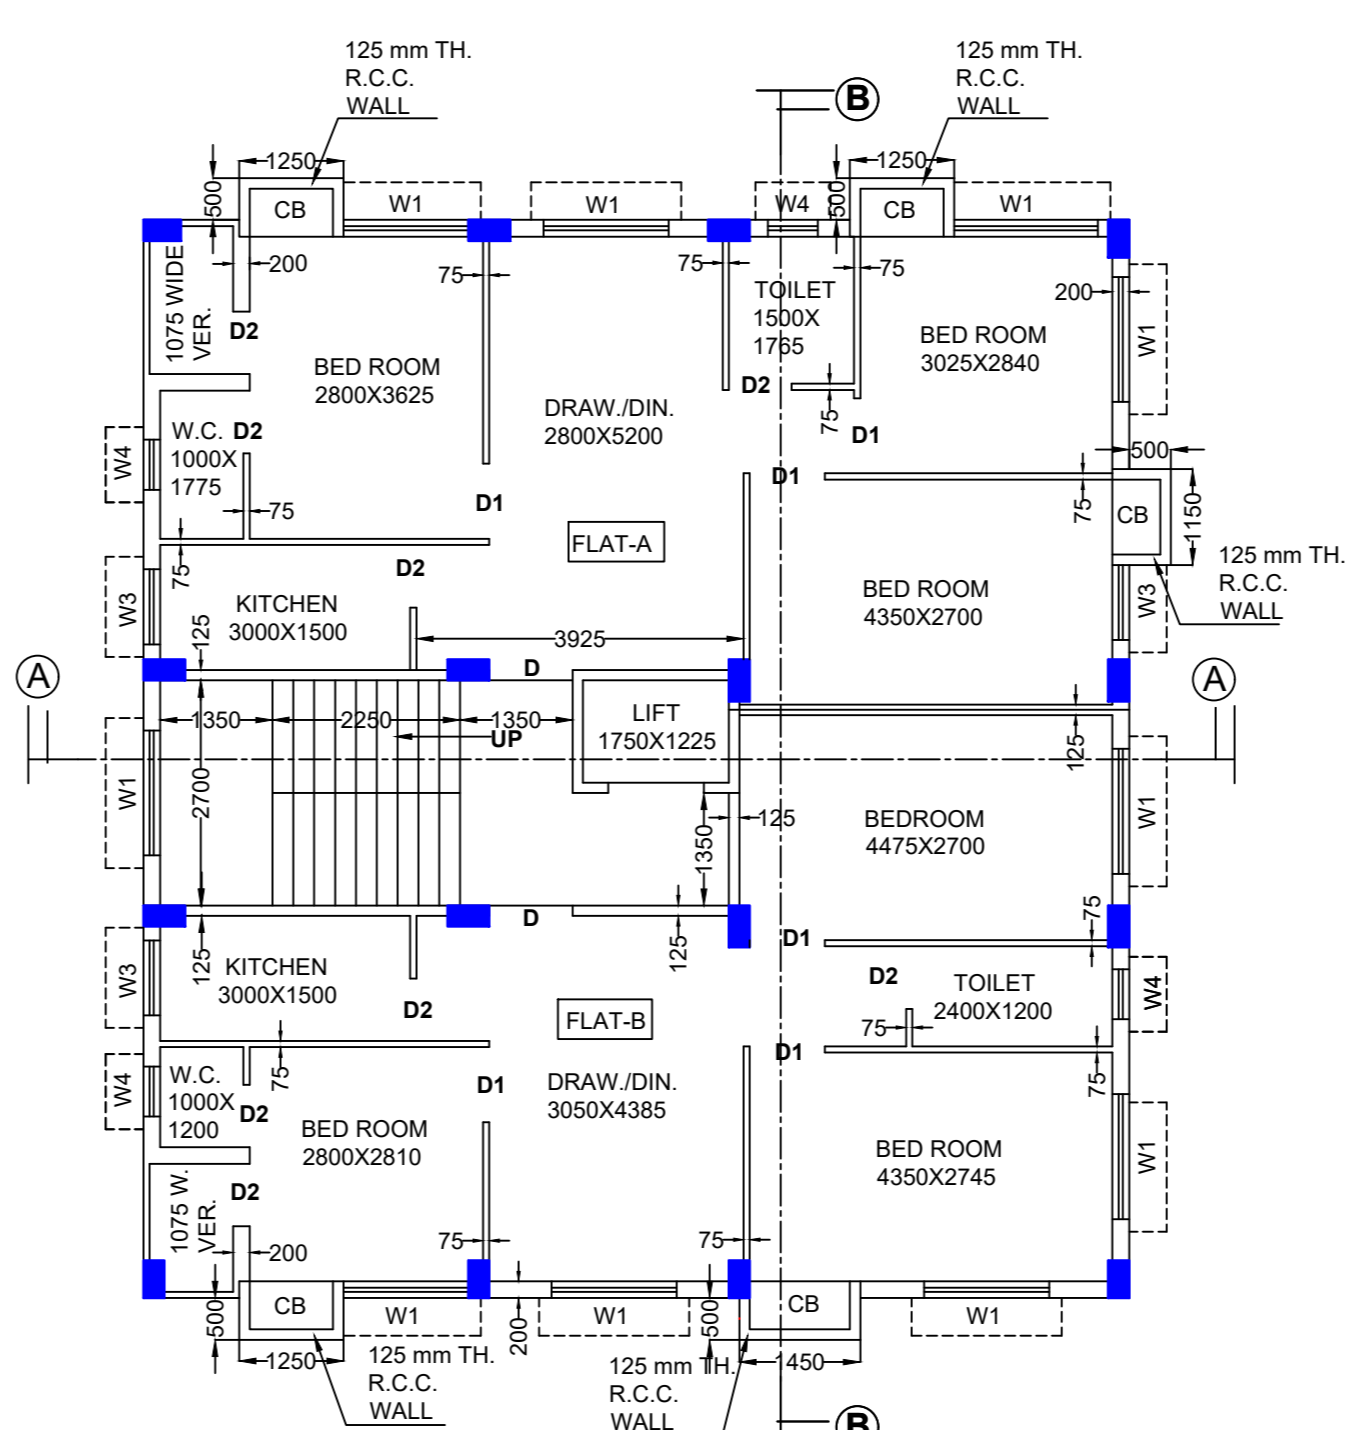 125 mm TH.
R.C.C.
WALL
125 mm TH.
R.C.C.
WALL
B
1250
1250
500
CB
W1
W1
W4
500
CB
W1
1075 WIDE
VER.
200
75
75
TOILET
1500X
1765
75
200
W1
D2
BED ROOM
2800X3625
BED ROOM
3025X2840
D2
75
DRAW./DIN.
2800X5200
W4
W.C.
1000X
1775
D2
D1
D1
500
75
D1
75
CB
1150
FLAT-A
125 mm TH.
R.C.C.
WALL
75
D2
W3
KITCHEN
3000X1500
125
BED ROOM
4350X2700
W3
3925
D
A
A
1350
2250
1350
UP
LIFT
1750X1225
125
W1
2700
1350
125
BEDROOM
4475X2700
W1
D
125
125
D1
75
W3
KITCHEN
3000X1500
D2
D2
TOILET
2400X1200
W4
FLAT-B
75
D1
75
75
W4
W.C.
1000X
1200
D2
D1
DRAW./DIN.
3050X4385
BED ROOM
2800X2810
BED ROOM
4350X2745
W1
1075 W.
VER.
D2
200
75
75
500
CB
W1
200
W1
500
CB
W1
1250
1450
125 mm TH.
R.C.C.
WALL
125 mm TH.
R.C.C.
WALL
B